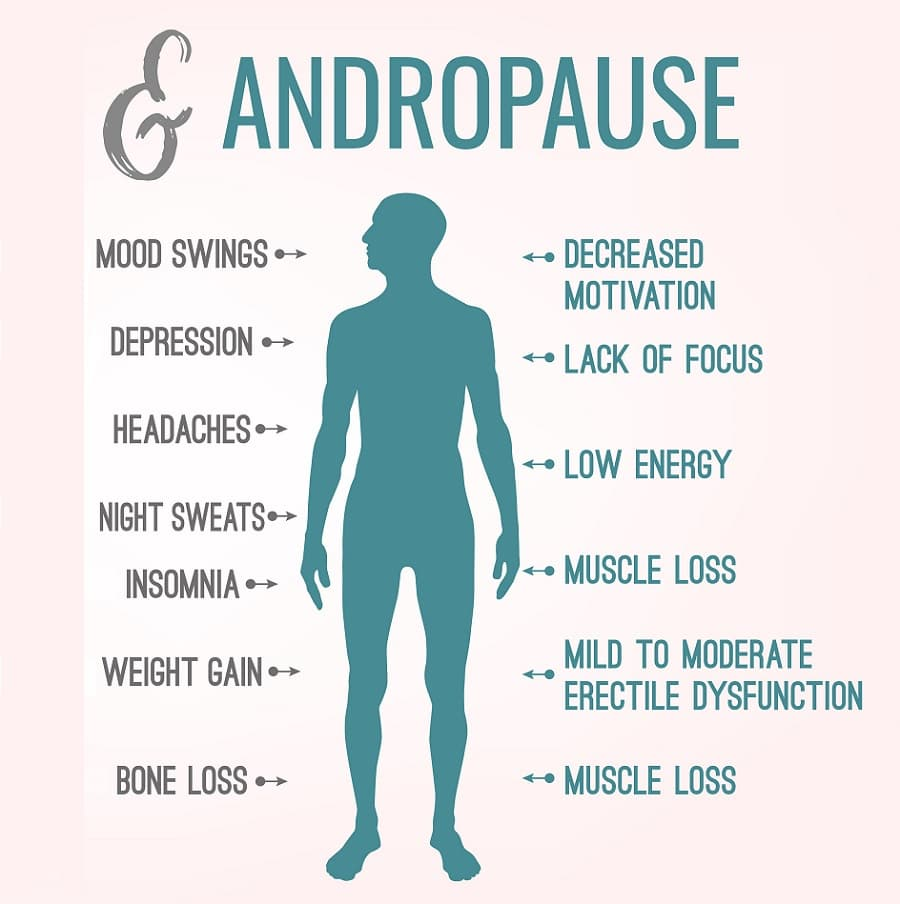 & ANDROPAUSE
MOOD SWINGS
DEPRESSION
HEADACHES
NIGHT SWEATS
INSOMNIA
WEIGHT GAIN
BONE LOSS
DECREASED
MOTIVATION
LACK OF FOCUS
LOW ENERGY
MUSCLE LOSS
MILD TO MODERATE
ERECTILE DYSFUNCTION
MUSCLE LOSS